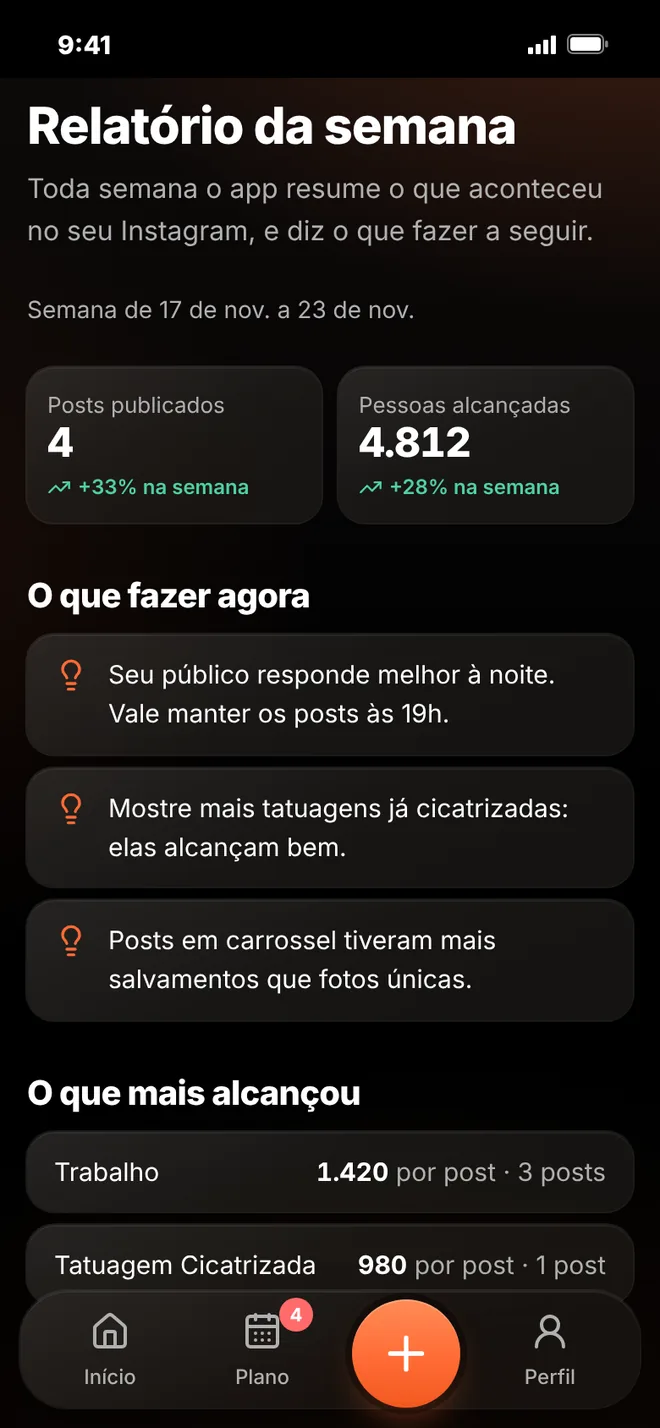 9:41
Relatório da semana
Toda semana o app resume o que aconteceu
no seu Instagram, e diz o que fazer a seguir.
Semana de 17 de nov. a 23 de nov.
Posts publicados
4
+33% na semana
Pessoas alcançadas
4.812
+28% na semana
O que fazer agora
Seu público responde melhor à noite.
Vale manter os posts às 19h.
Mostre mais tatuagens já cicatrizadas:
elas alcançam bem.
Posts em carrossel tiveram mais
salvamentos que fotos únicas.
O que mais alcançou
Trabalho 1.420 por post · 3 posts
Tatuagem Cicatrizada 980 por post · 1 post
4
Início Plano Perfil